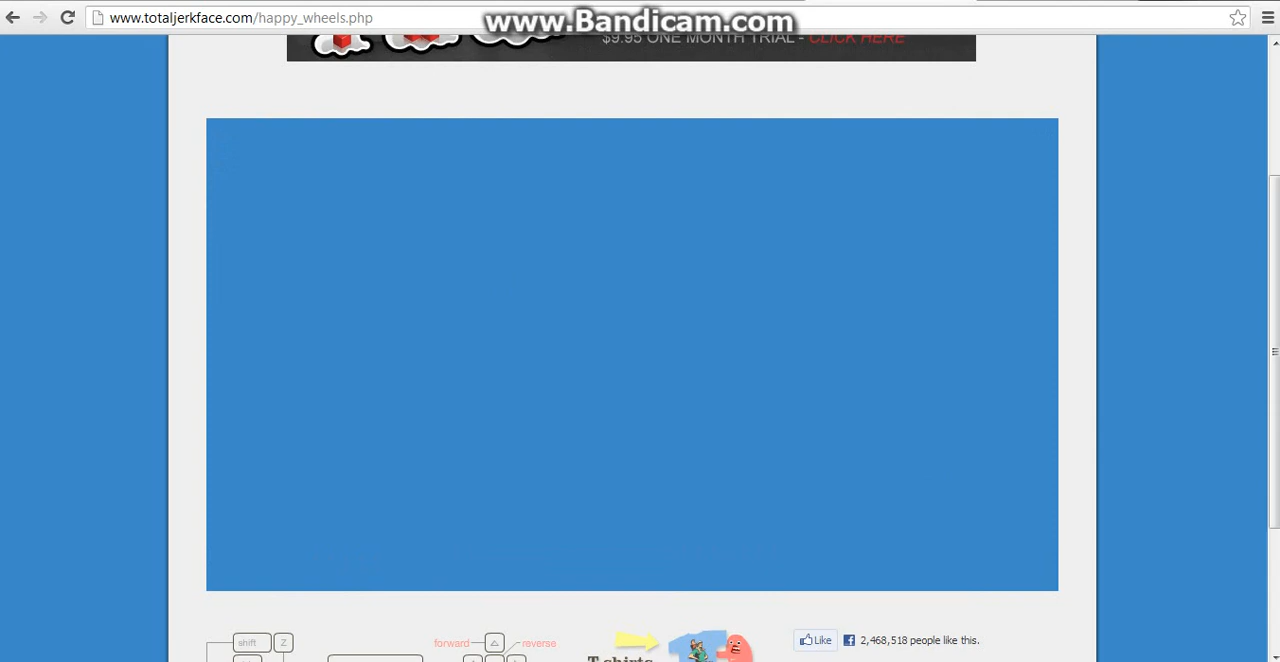 www.totaljerkface.com/happy_wheels.php
www.Bandicam.com
$9.95 ONE MONTH TRIAL - CLICK HERE
shift Z
forward reverse
Like 2,468,518 people like this.
T-shirts